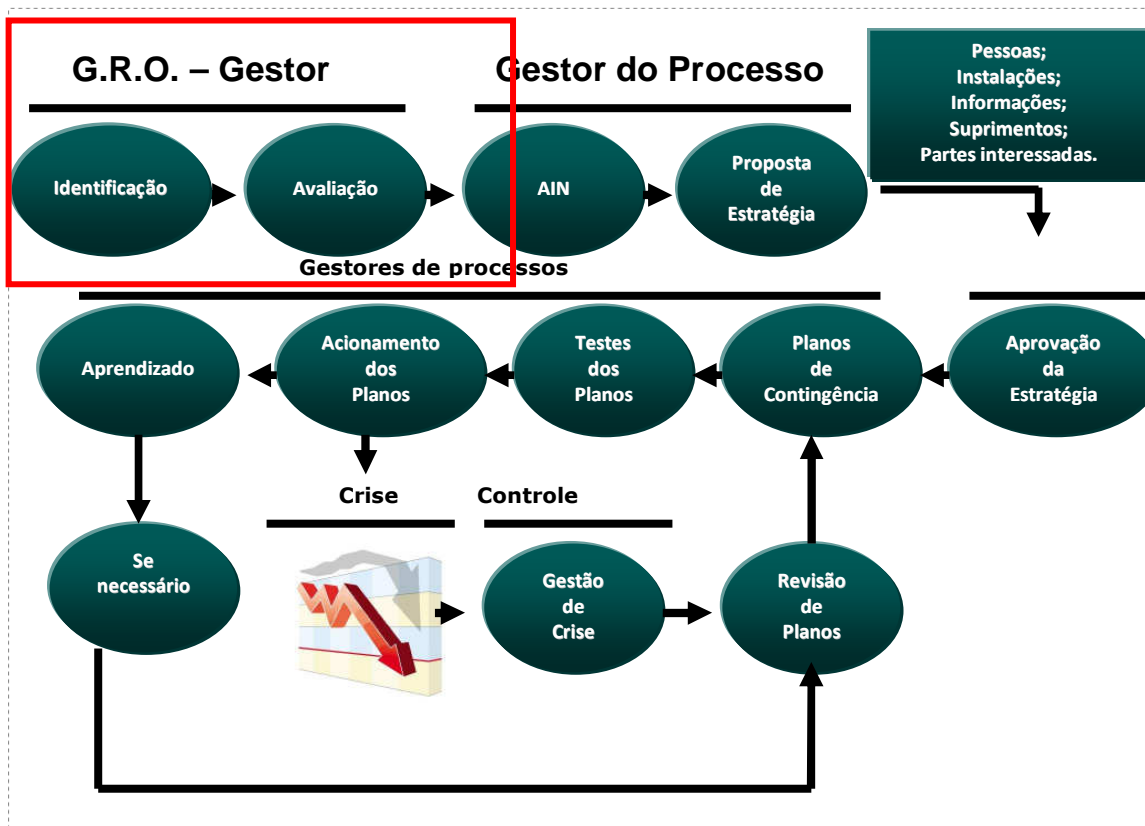 G.R.O. – Gestor
Gestor do Processo
Pessoas;
Instalações;
Informações;
Suprimentos;
Partes interessadas.
Identificação
Avaliação
AIN
Proposta
de
Estratégia
Gestores de processos
Aprendizado
Acionamento
dos
Planos
Testes
dos
Planos
Planos
de
Contingência
Aprovação
da
Estratégia
Crise
Controle
Se
necessário
Gestão
de
Crise
Revisão
de
Planos